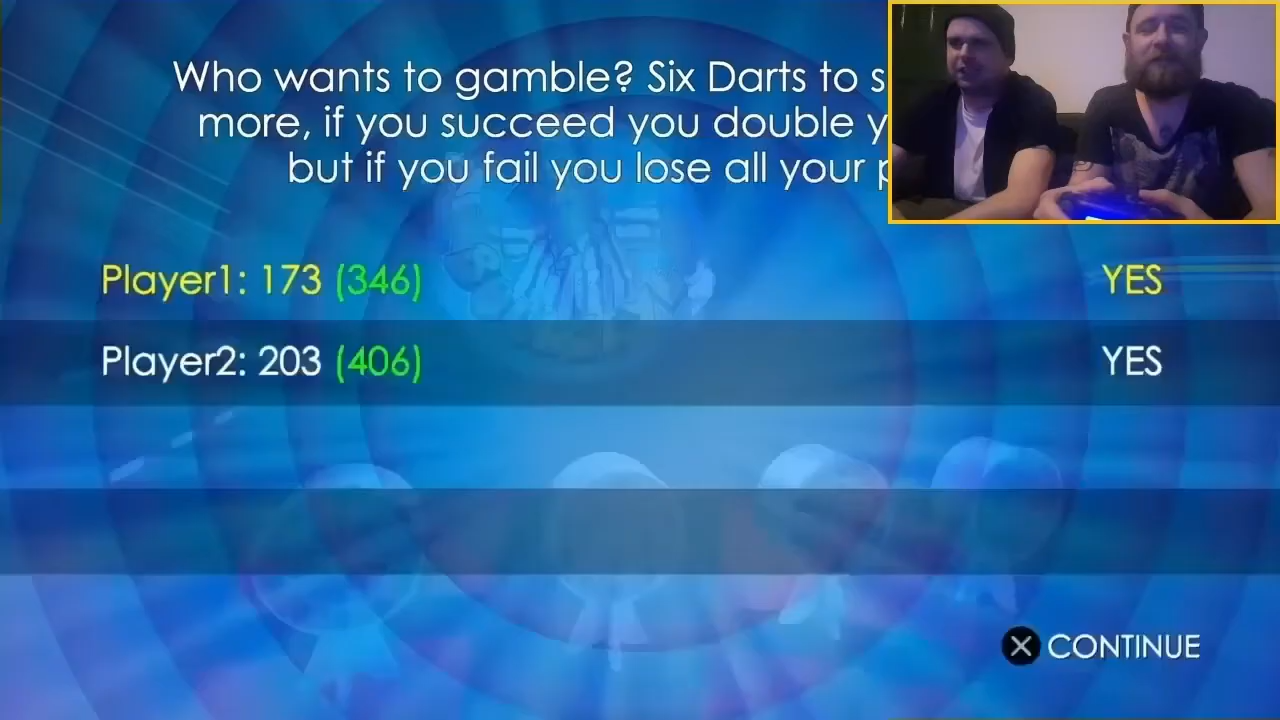 Who wants to gamble? Six Darts to
more, if you succeed you double
but if you fail you lose all your
Player1: 173 (346) YES
Player2: 203 (406) YES
CONTINUE